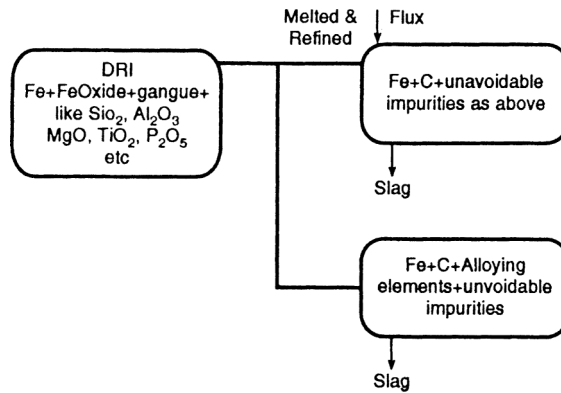 Melted &
Refined
Flux
DRI
Fe+FeOxide+gangue+
like Sio₂, Al₂O₃
MgO, TiO₂, P₂O₅
etc
Fe+C+unavoidable
impurities as above
Slag
Fe+C+Alloying
elements+unvoidable
impurities
Slag